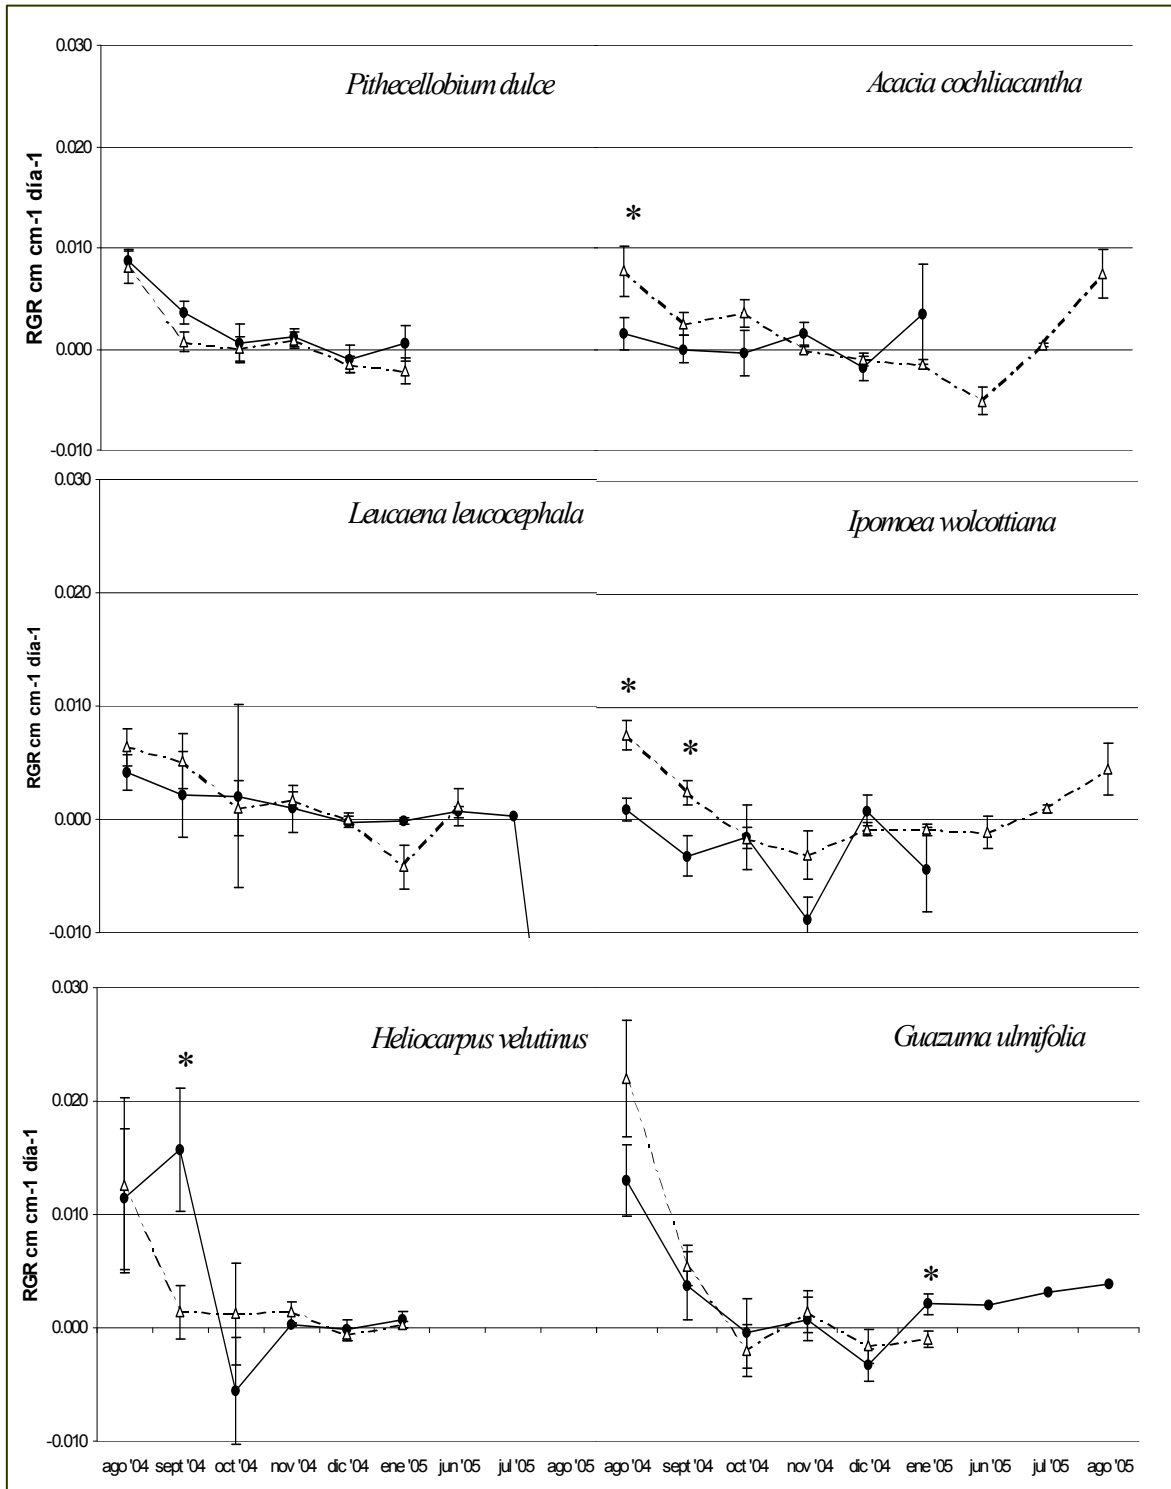 0.030
Pithecellobium dulce
Acacia cochliacantha
0.020
*
0.010
0.000
-0.010
RGR cm cm-1 día-1
0.030
Leucaena leucocephala
Ipomoea wolcottiana
0.020
*
0.010
*
0.000
-0.010
RGR cm cm-1 día-1
0.030
Heliocarpus velutinus
Guazuma ulmifolia
*
0.020
0.010
*
0.000
-0.010
RGR cm cm-1 día-1
ago '04 sept '04 oct '04 nov '04 dic '04 ene '05 jun '05 jul '05 ago '05 ago '04 sept '04 oct '04 nov '04 dic '04 ene '05 jun '05 jul '05 ago '05